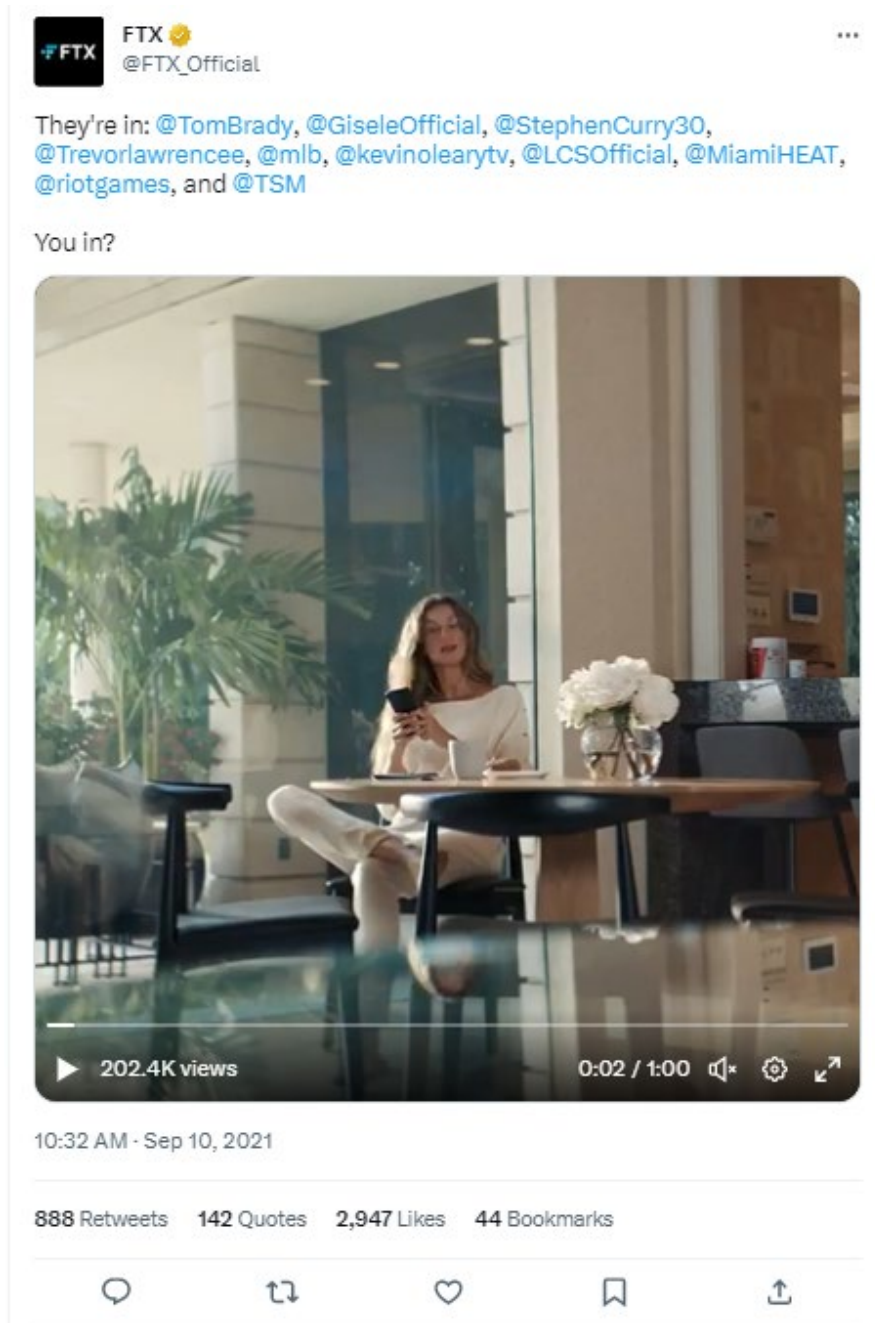 FTX
FTX
@FTX_Official
They're in: @TomBrady, @GiseleOfficial, @StephenCurry30,
@Trevorlawrencee, @mlb, @kevinolearytv, @LCSOfficial, @MiamiHEAT,
@riotgames, and @TSM
You in?
202.4K views
0:02 / 1:00
10:32 AM · Sep 10, 2021
888 Retweets 142 Quotes 2,947 Likes 44 Bookmarks